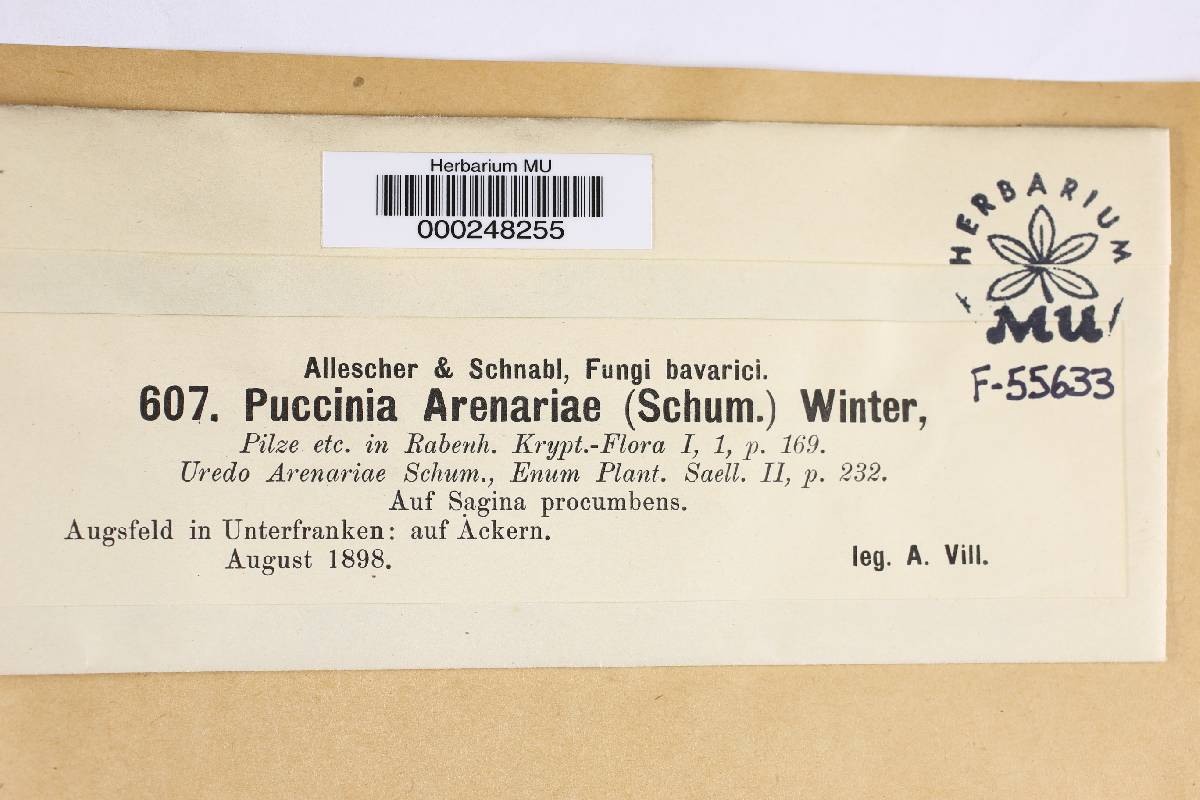 Herbarium MU
000248255
HERBARIUM
MU
F-55633
Allescher & Schnabl, Fungi bavarici.
607. Puccinia Arenariae (Schum.) Winter,
Pilze etc. in Rabenh. Krypt.-Flora I, 1, p. 169.
Uredo Arenariae Schum., Enum Plant. Saell. II, p. 232.
Auf Sagina procumbens.
Augsfeld in Unterfranken: auf Äckern.
August 1898.
leg. A. Vill.